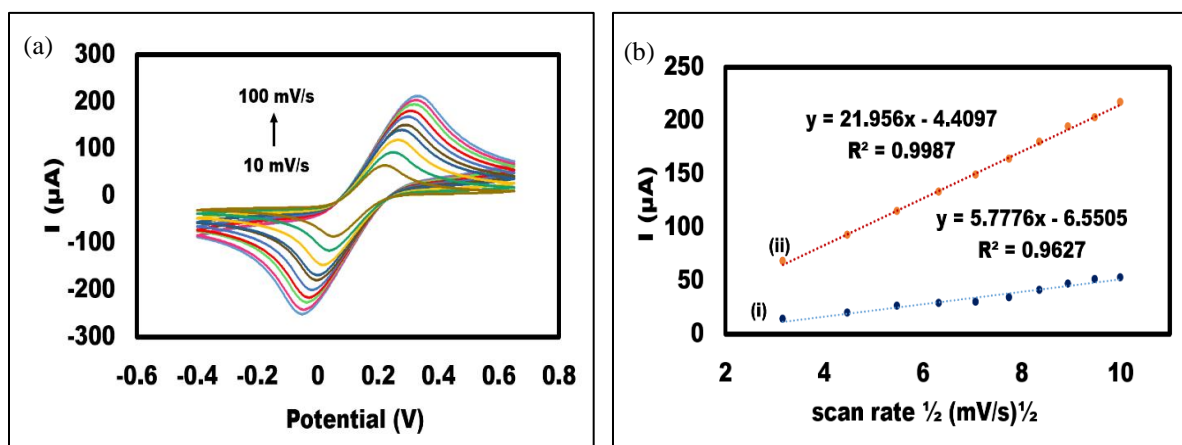 (a)
300
200
100
0
-100
-200
-300
I (µA)
100 mV/s
10 mV/s
-0.6 -0.4 -0.2 0 0.2 0.4 0.6 0.8
Potential (V)
(b)
250
200
150
100
50
0
I (µA)
y = 21.956x - 4.4097
R² = 0.9987
y = 5.7776x - 6.5505
R² = 0.9627
(ii)
(i)
2 4 6 8 10
scan rate ½ (mV/s)½